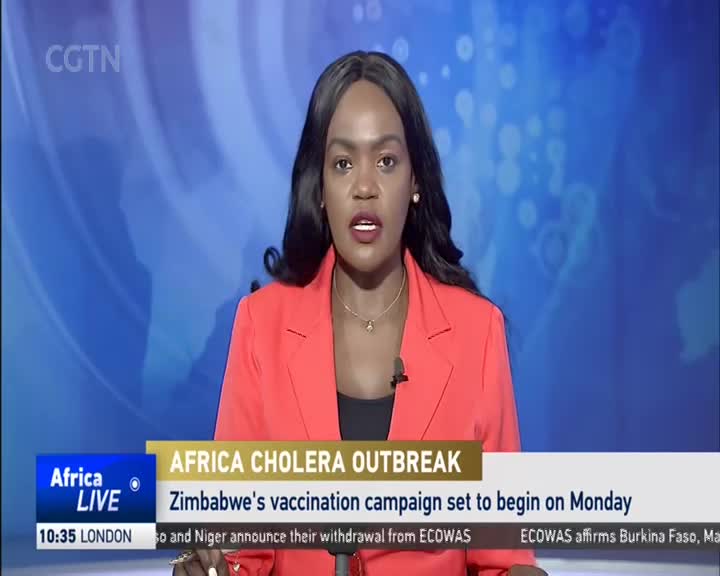 CGTN
AFRICA CHOLERA OUTBREAK
Africa
LIVE
Zimbabwe's vaccination campaign set to begin on Monday
10:35 LONDON
so and Niger announce their withdrawal from ECOWAS ECOWAS affirms Burkina Faso, Ma